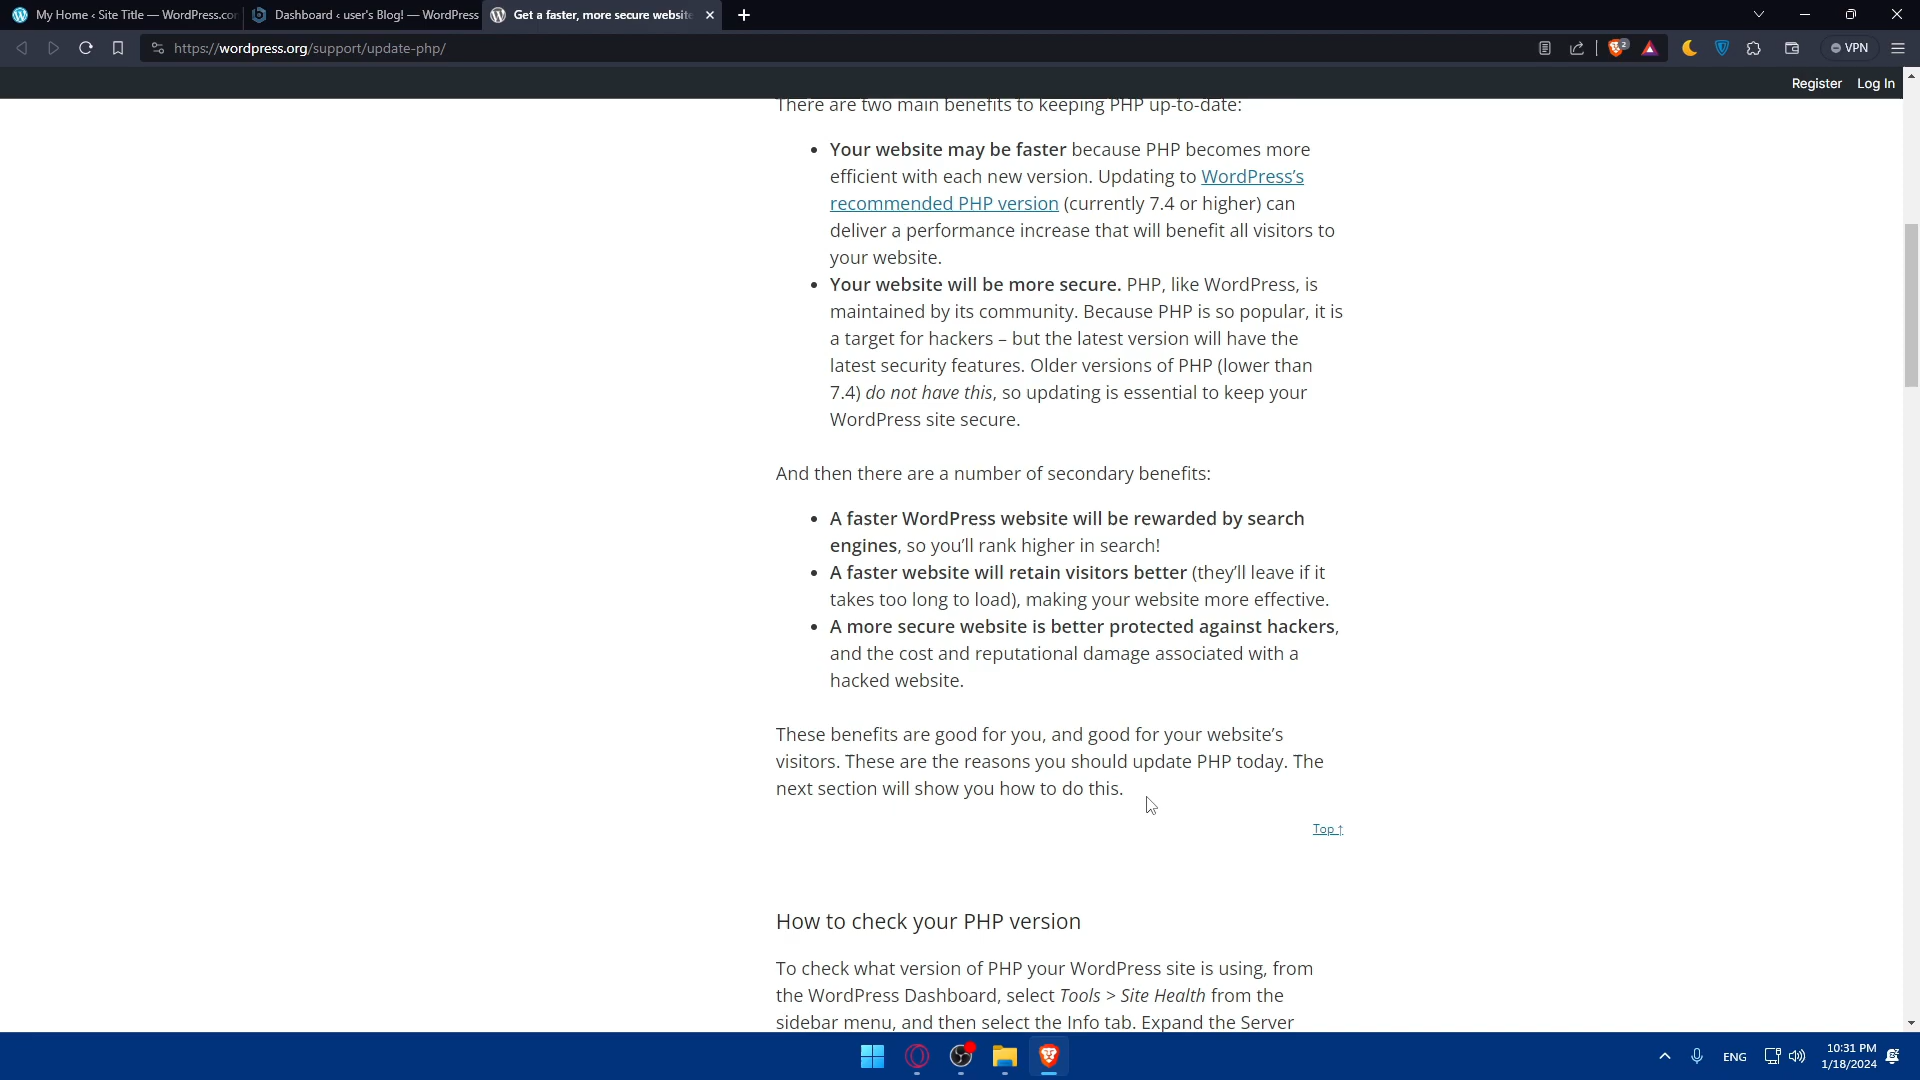 My Home ‹ Site Title — WordPress.com
Dashboard ‹ user's Blog! — WordPress
Get a faster, more secure website
https://wordpress.org/support/update-php/
2
VPN
Register Log In
There are two main benefits to keeping PHP up-to-date:
• Your website may be faster because PHP becomes more
efficient with each new version. Updating to WordPress's
recommended PHP version (currently 7.4 or higher) can
deliver a performance increase that will benefit all visitors to
your website.
• Your website will be more secure. PHP, like WordPress, is
maintained by its community. Because PHP is so popular, it is
a target for hackers – but the latest version will have the
latest security features. Older versions of PHP (lower than
7.4) do not have this, so updating is essential to keep your
WordPress site secure.
And then there are a number of secondary benefits:
• A faster WordPress website will be rewarded by search
engines, so you'll rank higher in search!
• A faster website will retain visitors better (they'll leave if it
takes too long to load), making your website more effective.
• A more secure website is better protected against hackers,
and the cost and reputational damage associated with a
hacked website.
These benefits are good for you, and good for your website's
visitors. These are the reasons you should update PHP today. The
next section will show you how to do this.
Top ↑
How to check your PHP version
To check what version of PHP your WordPress site is using, from
the WordPress Dashboard, select Tools > Site Health from the
sidebar menu, and then select the Info tab. Expand the Server
ENG
10:31 PM
1/18/2024